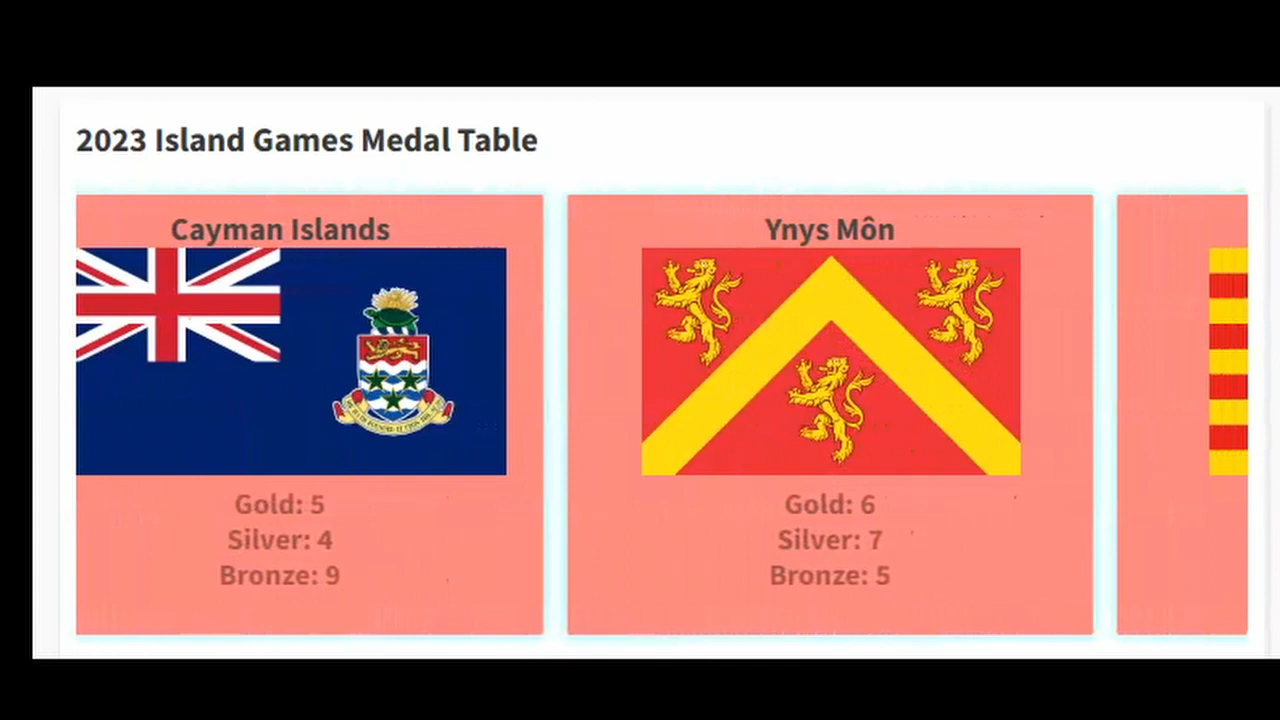 2023 Island Games Medal Table
Cayman Islands
Gold: 5
Silver: 4
Bronze: 9
Ynys Môn
Gold: 6
Silver: 7
Bronze: 5